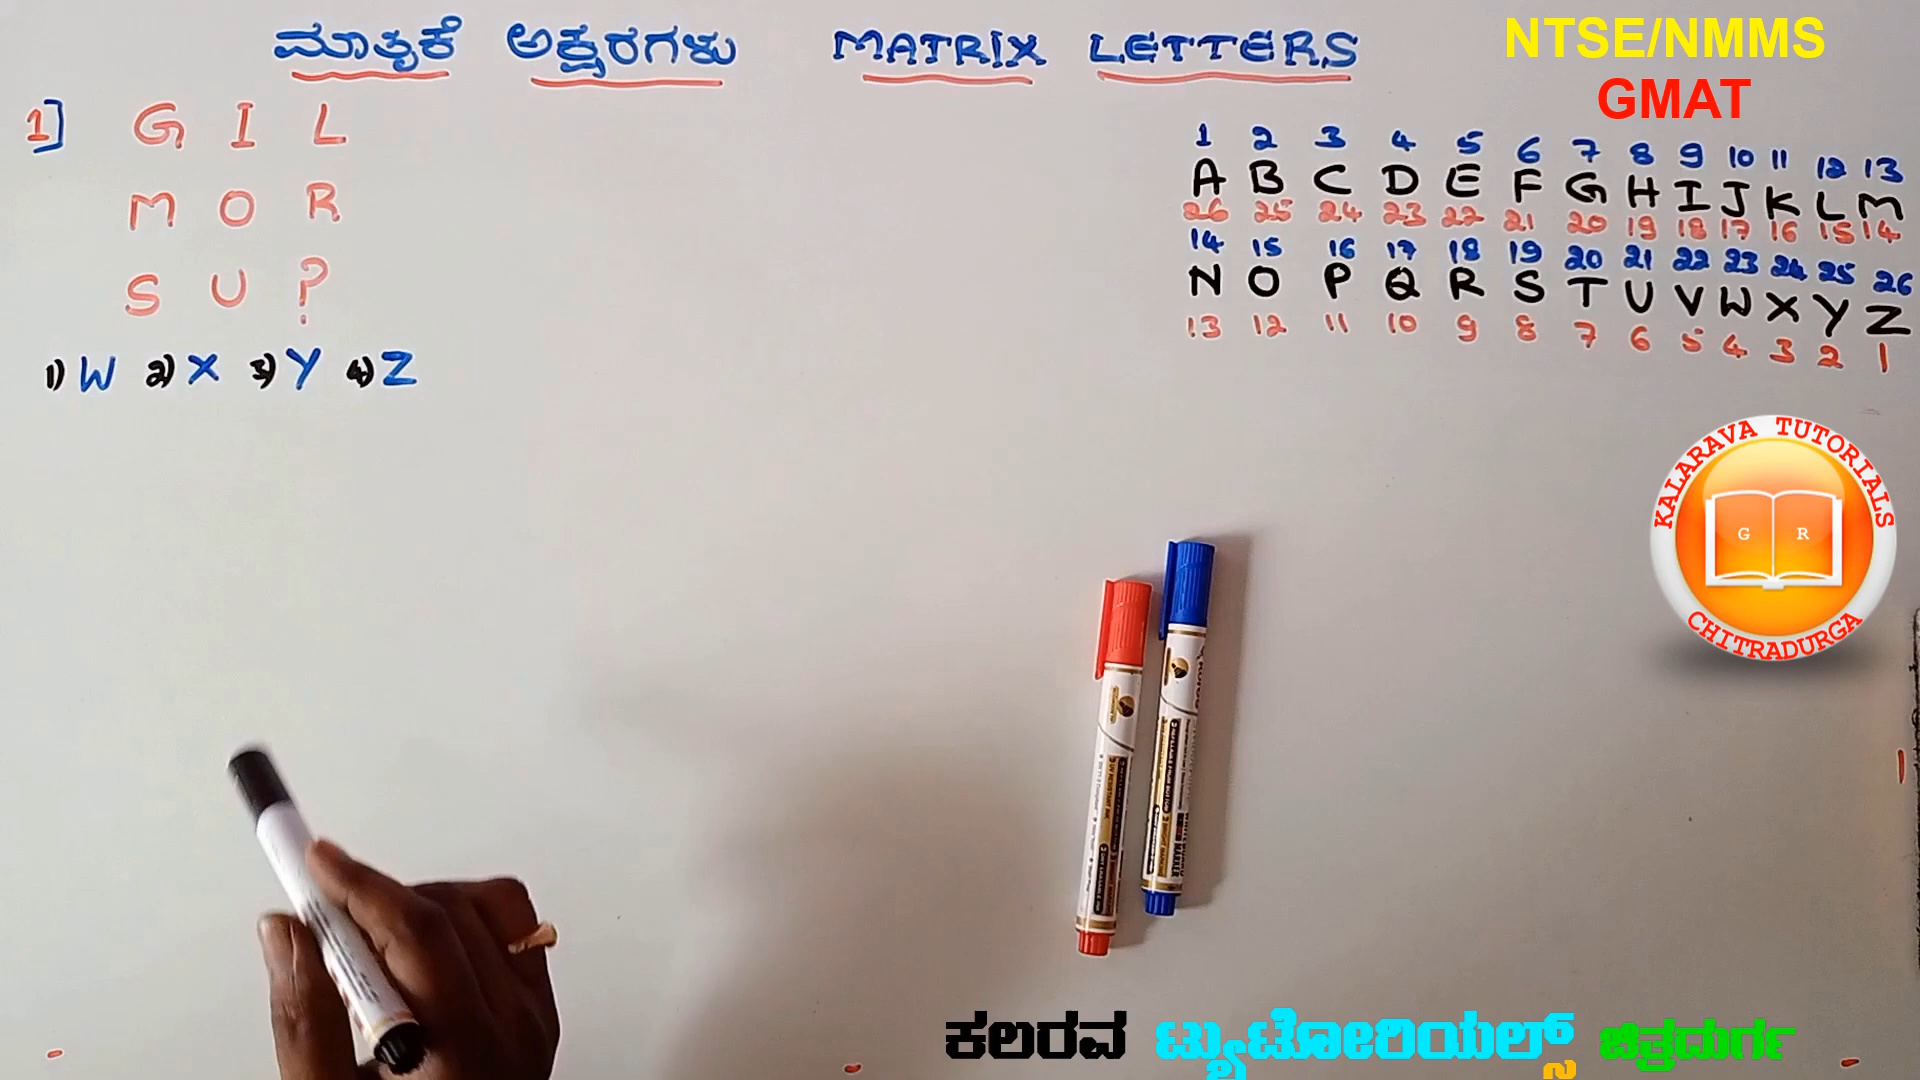 ಮಾತೃಕೆ ಅಕ್ಷರಗಳು MATRIX LETTERS
NTSE/NMMS
GMAT
1] G I L
M O R
S U ?
1) W 2) X 3) Y 4) Z
1 2 3 4 5 6 7 8 9 10 11 12 13
A B C D E F G H I J K L M
26 25 24 23 22 21 20 19 18 17 16 15 14
14 15 16 17 18 19 20 21 22 23 24 25 26
N O P Q R S T U V W X Y Z
13 12 11 10 9 8 7 6 5 4 3 2 1
KALARAVA TUTORIALS
G R
CHITRADURGA
ಕಲರವ ಟ್ಯುಟೋರಿಯಲ್ಸ್ ಚಿತ್ರದುರ್ಗ